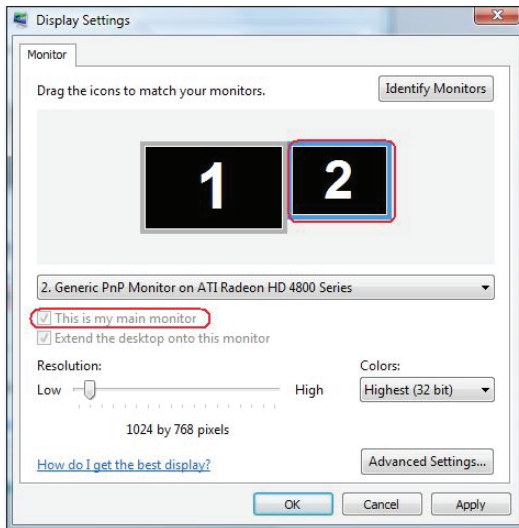 Display Settings
Monitor
Drag the icons to match your monitors.
Identify Monitors
1
2
2. Generic PnP Monitor on ATI Radeon HD 4800 Series
This is my main monitor
Extend the desktop onto this monitor
Resolution:
Colors:
Low
High
Highest (32 bit)
1024 by 768 pixels
How do I get the best display?
Advanced Settings...
OK
Cancel
Apply